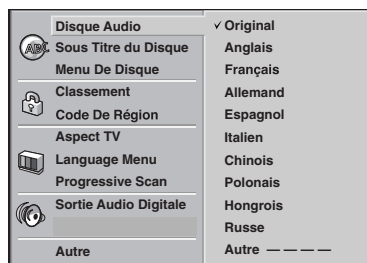 Disque Audio
Sous Titre du Disque
Menu De Disque
Classement
Code De Région
Aspect TV
Language Menu
Progressive Scan
Sortie Audio Digitale
Autre
✓ Original
Anglais
Français
Allemand
Espagnol
Italien
Chinois
Polonais
Hongrois
Russe
Autre — — — —
ABC